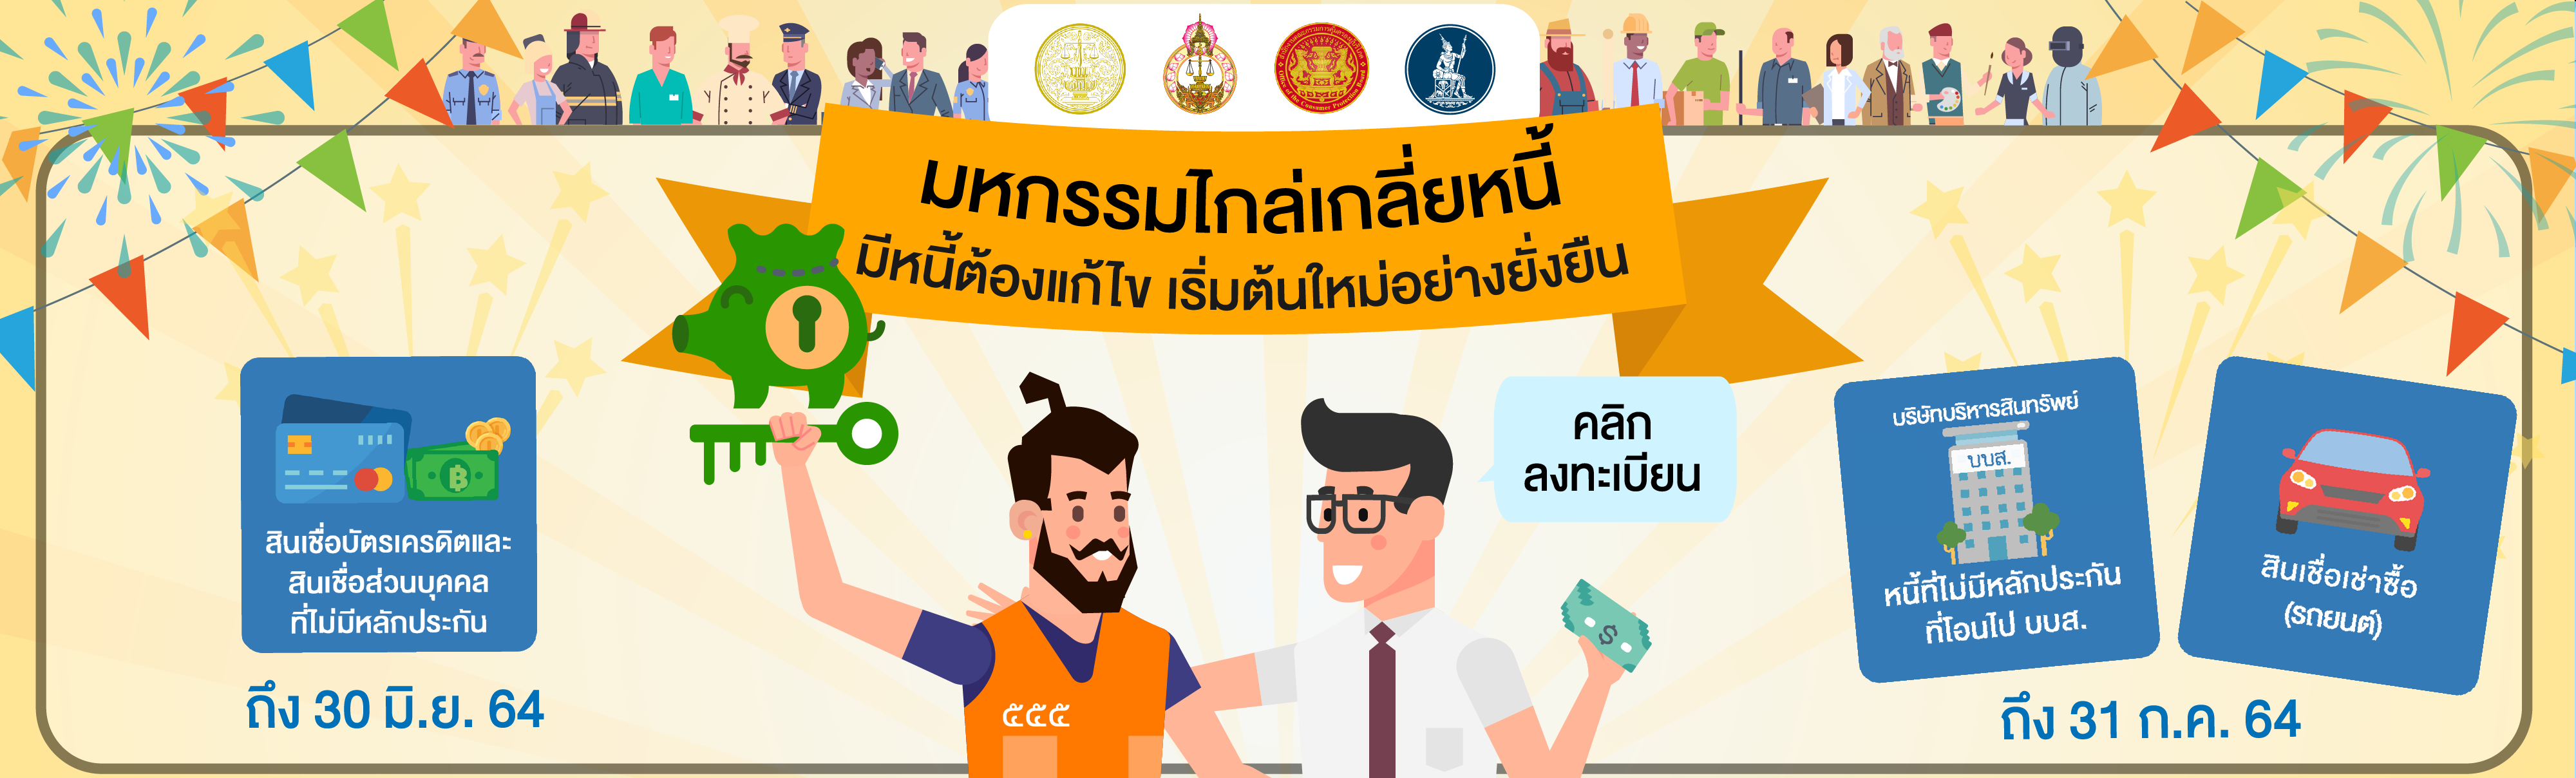 มหกรรมไกล่เกลี่ยหนี้
มีหนี้ต้องแก้ไข เริ่มต้นใหม่อย่างยั่งยืน
สินเชื่อบัตรเครดิตและ
สินเชื่อส่วนบุคคล
ที่ไม่มีหลักประกัน
ถึง 30 มิ.ย. 64
๕๕๕
คลิก
ลงทะเบียน
บริษัทบริหารสินทรัพย์
บบส.
หนี้ที่ไม่มีหลักประกัน
ที่โอนไป บบส.
สินเชื่อเช่าซื้อ
(รถยนต์)
ถึง 31 ก.ค. 64